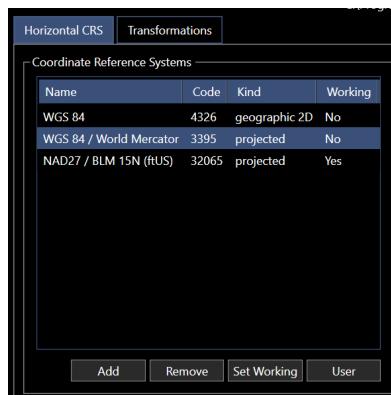 Horizontal CRS Transformations
Coordinate Reference Systems
Name Code Kind Working
WGS 84 4326 geographic 2D No
WGS 84 / World Mercator 3395 projected No
NAD27 / BLM 15N (ftUS) 32065 projected Yes
Add Remove Set Working User